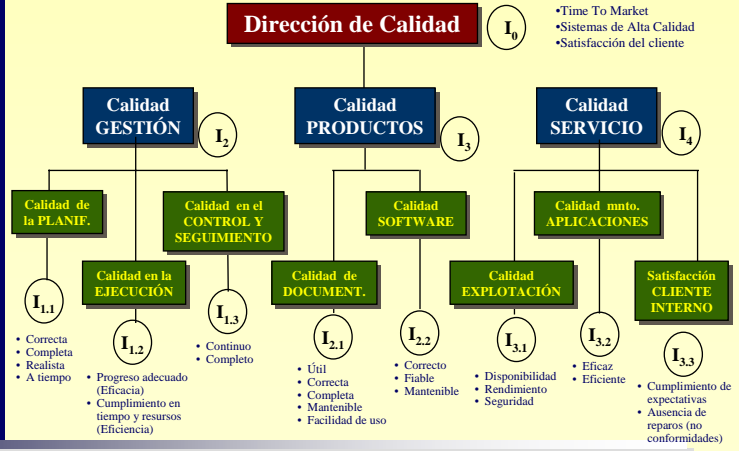 Dirección de Calidad
I0
•Time To Market
•Sistemas de Alta Calidad
•Satisfacción del cliente
Calidad
GESTIÓN
I2
Calidad
PRODUCTOS
I3
Calidad
SERVICIO
I4
Calidad de
la PLANIF.
Calidad en el
CONTROL Y
SEGUIMIENTO
Calidad
SOFTWARE
Calidad mnto.
APLICACIONES
Calidad en la
EJECUCIÓN
Calidad de
DOCUMENT.
Calidad
EXPLOTACIÓN
Satisfacción
CLIENTE
INTERNO
I1.1
• Correcta
• Completa
• Realista
• A tiempo
I1.2
• Progreso adecuado
(Eficacia)
• Cumplimiento en
tiempo y resursos
(Eficiencia)
I1.3
• Continuo
• Completo
I2.1
• Útil
• Correcta
• Completa
• Mantenible
• Facilidad de uso
I2.2
• Correcto
• Fiable
• Mantenible
I3.1
• Disponibilidad
• Rendimiento
• Seguridad
I3.2
• Eficaz
• Eficiente
I3.3
• Cumplimiento de
expectativas
• Ausencia de
reparos (no
conformidades)